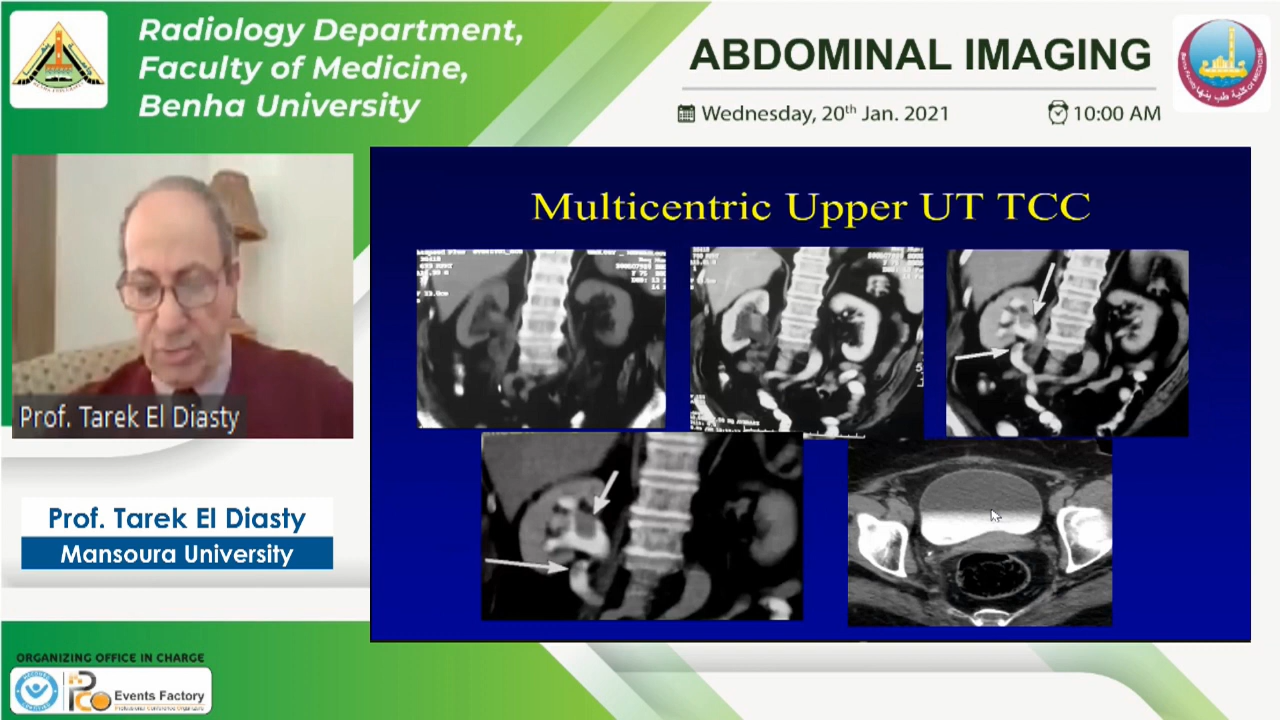 Radiology Department,
Faculty of Medicine,
Benha University
ABDOMINAL IMAGING
Wednesday, 20th Jan. 2021
10:00 AM
Multicentric Upper UT TCC
Prof. Tarek El Diasty
Prof. Tarek El Diasty
Mansoura University
ORGANIZING OFFICE IN CHARGE
Events Factory